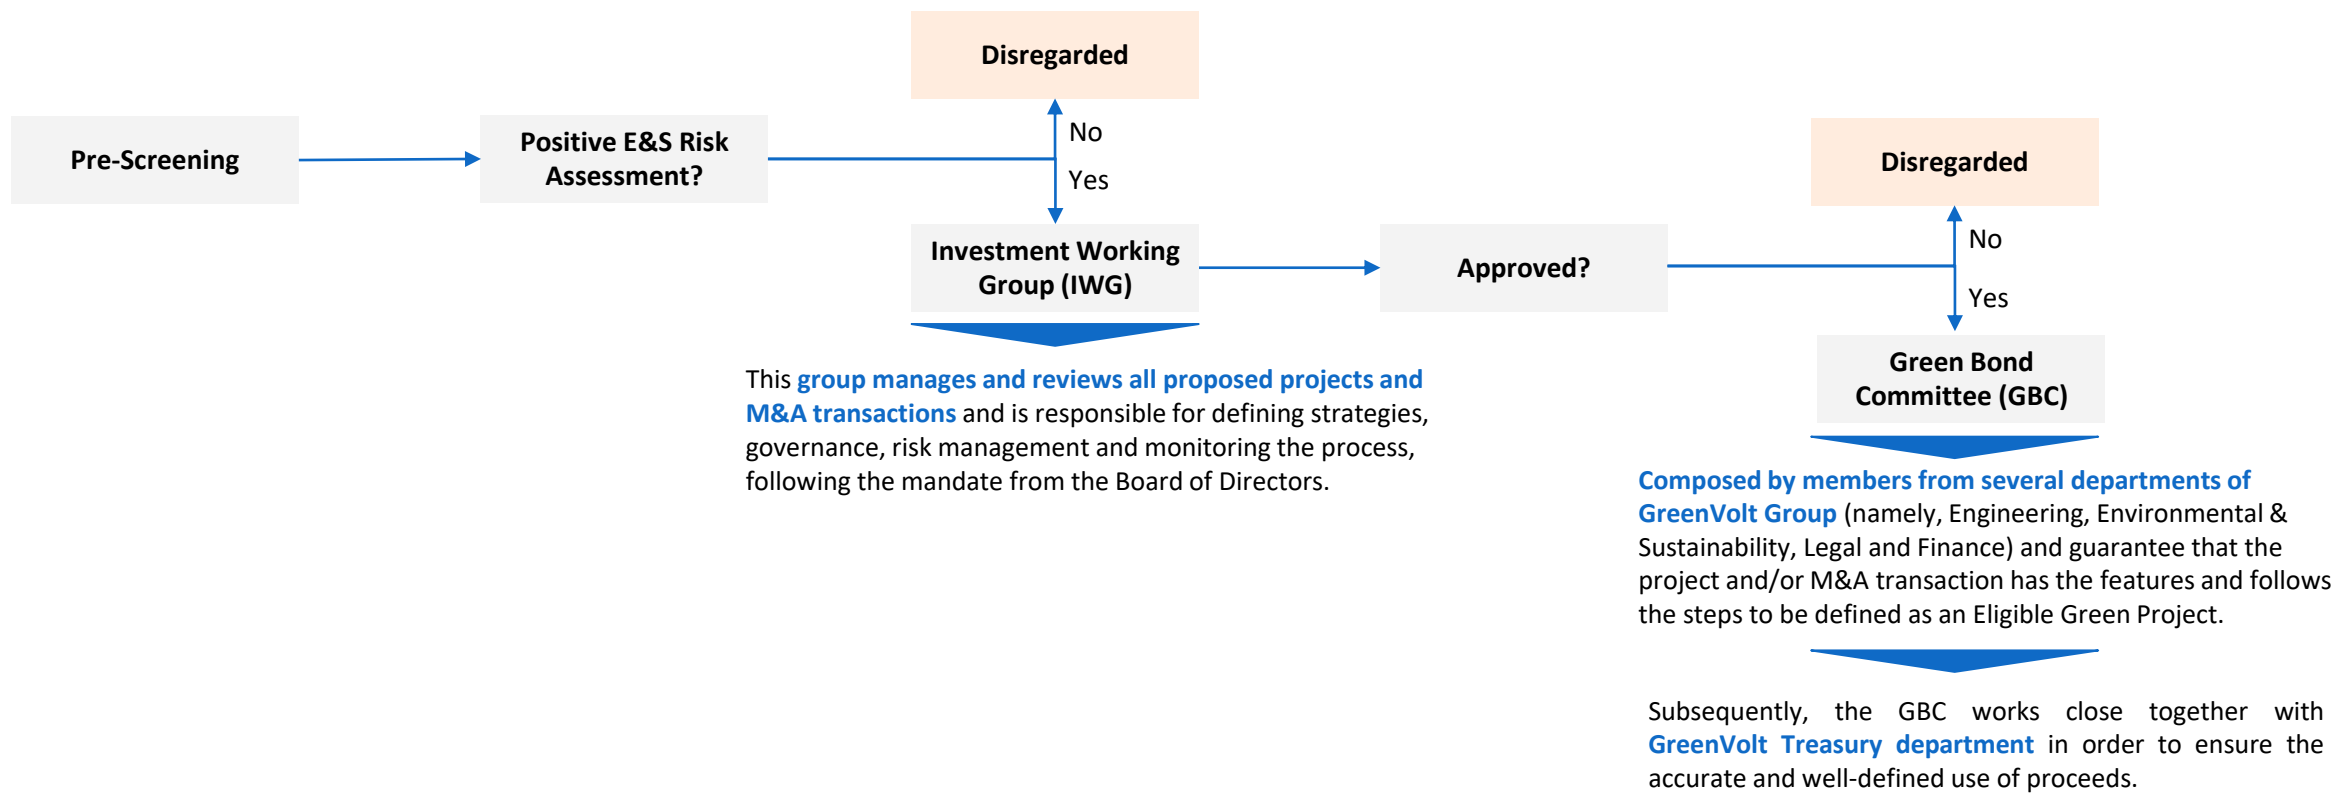 Disregarded
Pre-Screening
Positive E&S Risk
Assessment?
No
Yes
Investment Working
Group (IWG)
This group manages and reviews all proposed projects and
M&A transactions and is responsible for defining strategies,
governance, risk management and monitoring the process,
following the mandate from the Board of Directors.
Approved?
Disregarded
No
Yes
Green Bond
Committee (GBC)
Composed by members from several departments of
GreenVolt Group (namely, Engineering, Environmental &
Sustainability, Legal and Finance) and guarantee that the
project and/or M&A transaction has the features and follows
the steps to be defined as an Eligible Green Project.
Subsequently, the GBC works close together with
GreenVolt Treasury department in order to ensure the
accurate and well-defined use of proceeds.